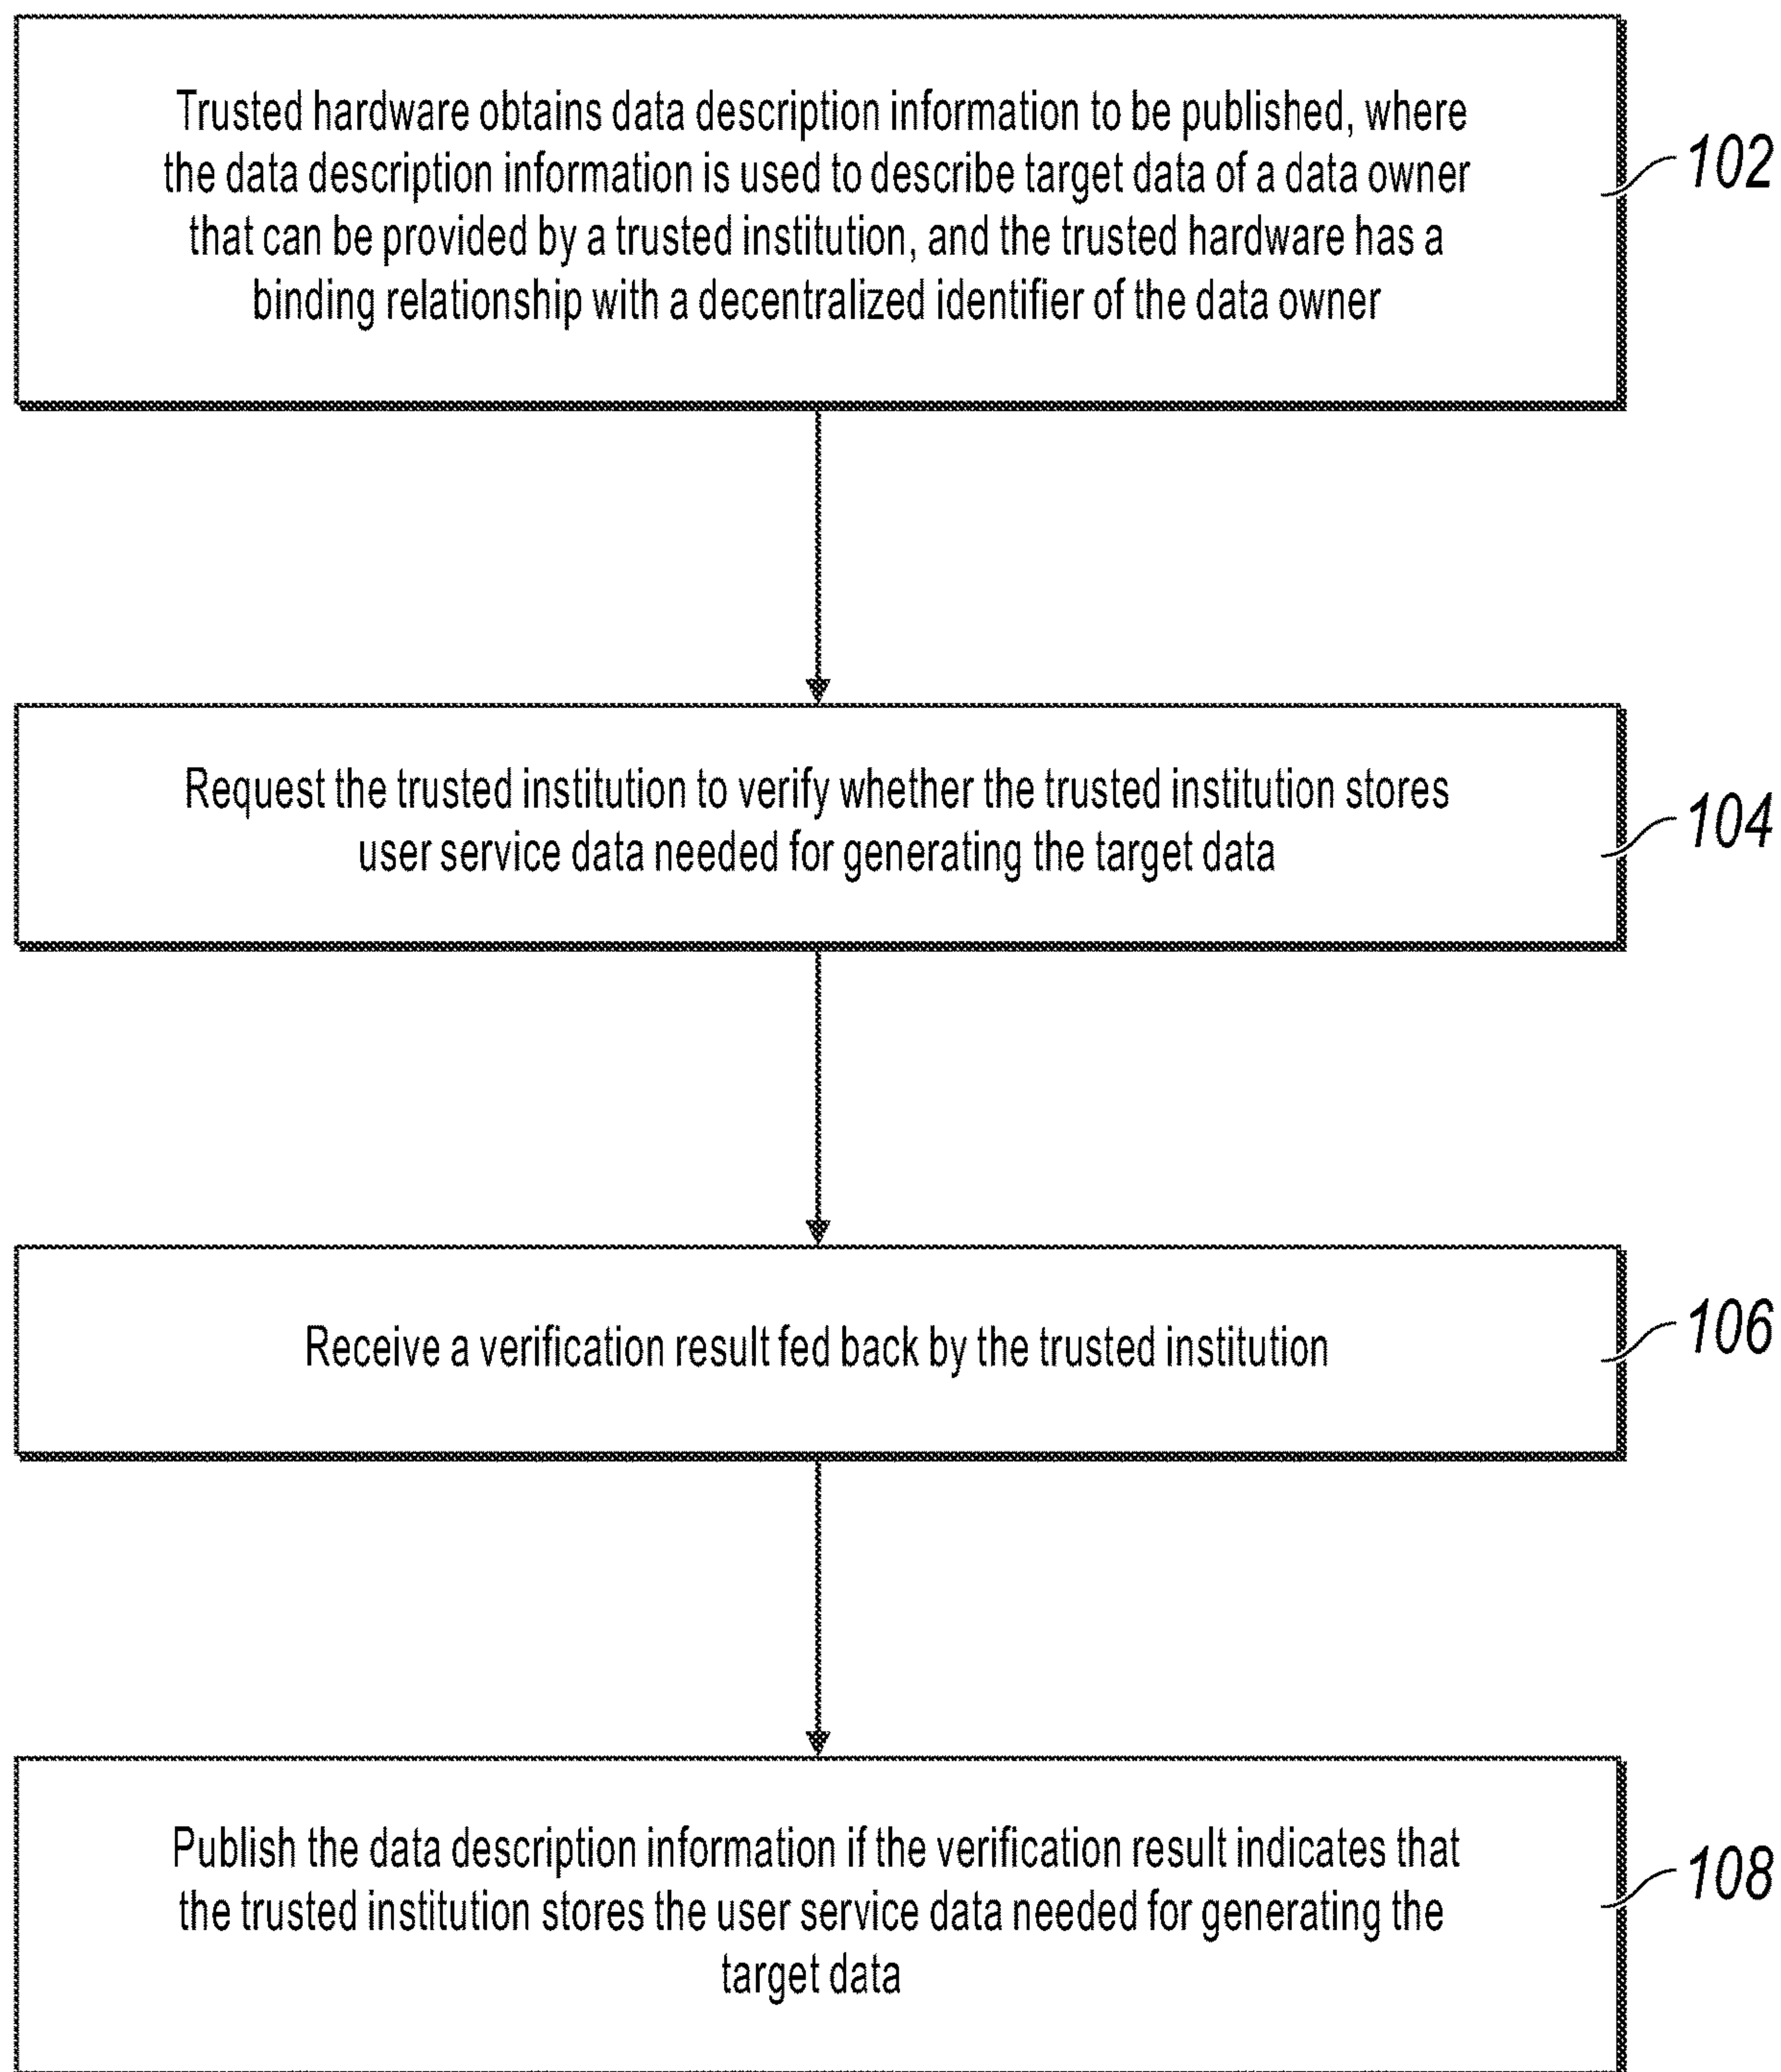 Trusted hardware obtains data description information to be published, where
the data description information is used to describe target data of a data owner
that can be provided by a trusted institution, and the trusted hardware has a
binding relationship with a decentralized identifier of the data owner
102
Request the trusted institution to verify whether the trusted institution stores
user service data needed for generating the target data
104
Receive a verification result fed back by the trusted institution
106
Publish the data description information if the verification result indicates that
the trusted institution stores the user service data needed for generating the
target data
108